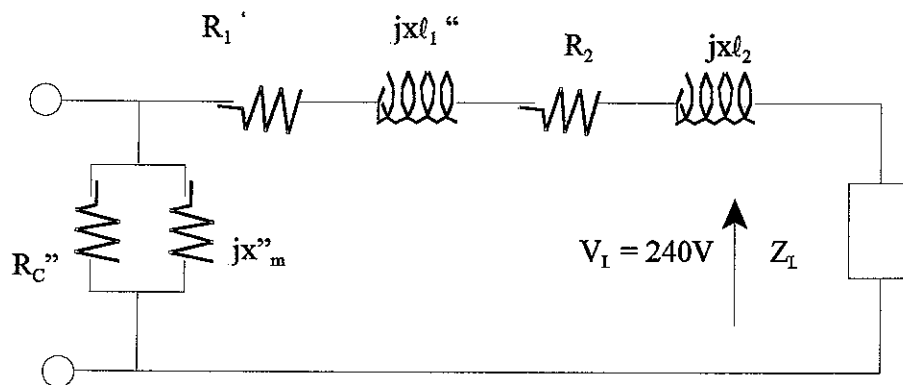 R₁‘ jxℓ₁“ R₂ jxℓ₂
R_C” jx”ₘ V_L = 240V Z_L